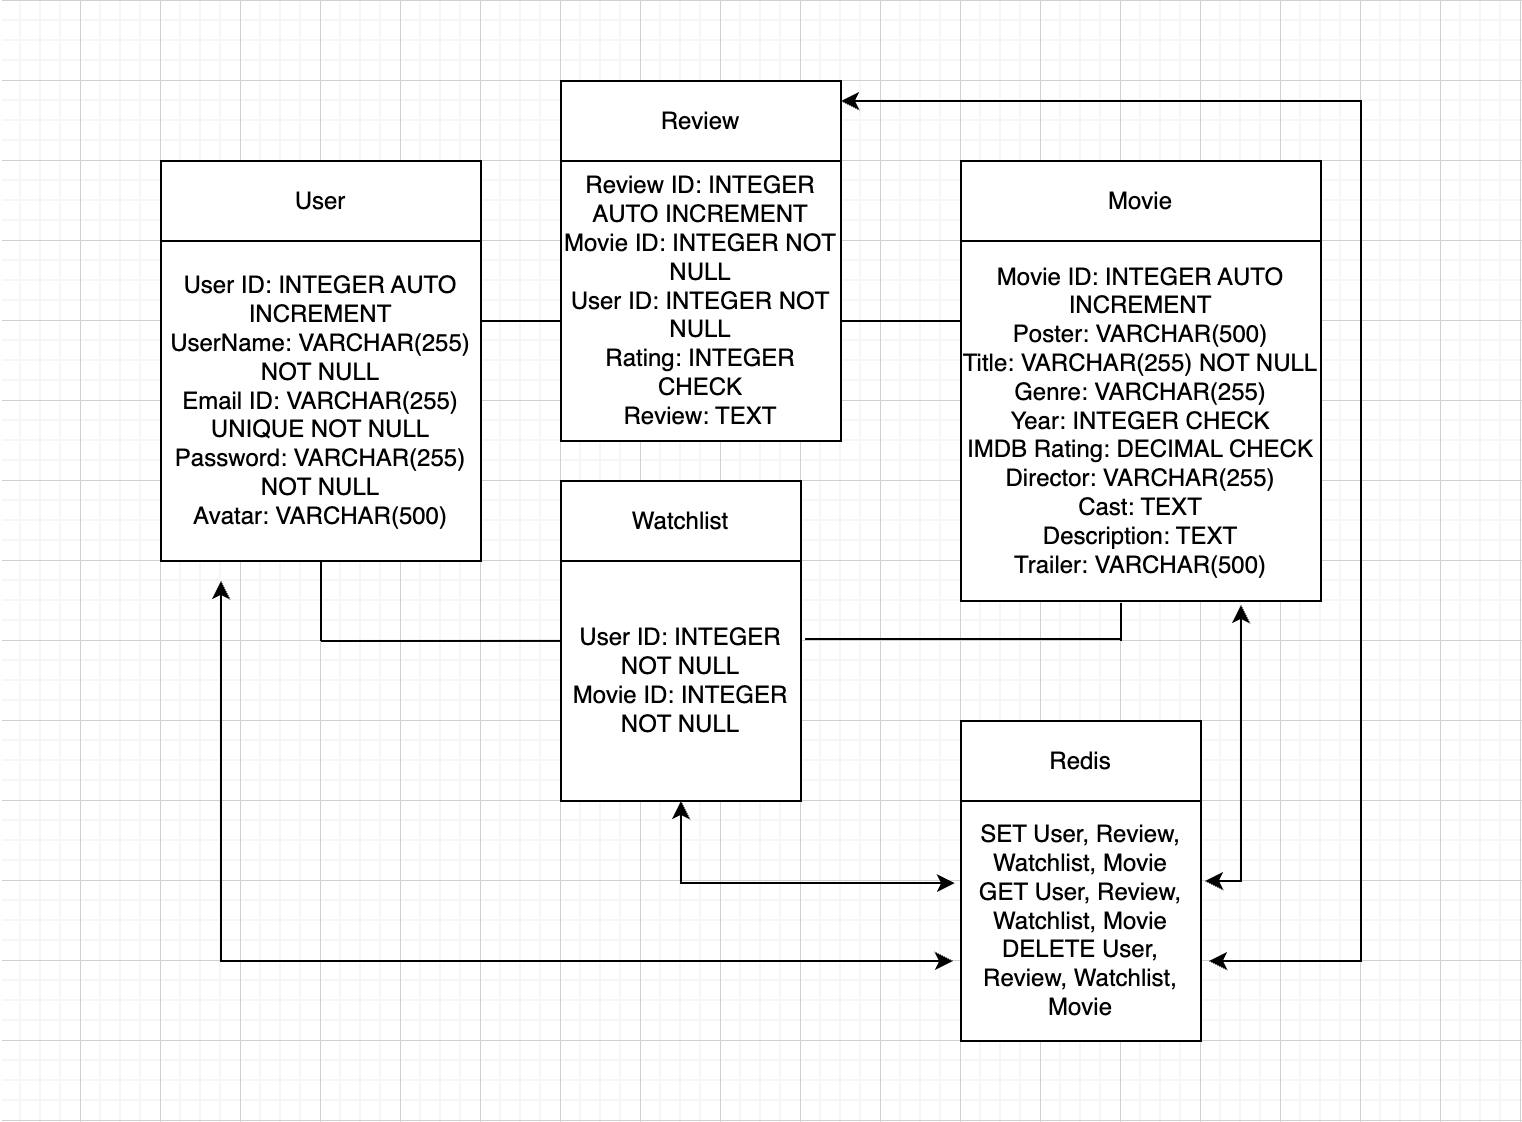 User
User ID: INTEGER AUTO
INCREMENT
UserName: VARCHAR(255)
NOT NULL
Email ID: VARCHAR(255)
UNIQUE NOT NULL
Password: VARCHAR(255)
NOT NULL
Avatar: VARCHAR(500)
Review
Review ID: INTEGER
AUTO INCREMENT
Movie ID: INTEGER NOT
NULL
User ID: INTEGER NOT
NULL
Rating: INTEGER
CHECK
Review: TEXT
Movie
Movie ID: INTEGER AUTO
INCREMENT
Poster: VARCHAR(500)
Title: VARCHAR(255) NOT NULL
Genre: VARCHAR(255)
Year: INTEGER CHECK
IMDB Rating: DECIMAL CHECK
Director: VARCHAR(255)
Cast: TEXT
Description: TEXT
Trailer: VARCHAR(500)
Watchlist
User ID: INTEGER
NOT NULL
Movie ID: INTEGER
NOT NULL
Redis
SET User, Review,
Watchlist, Movie
GET User, Review,
Watchlist, Movie
DELETE User,
Review, Watchlist,
Movie